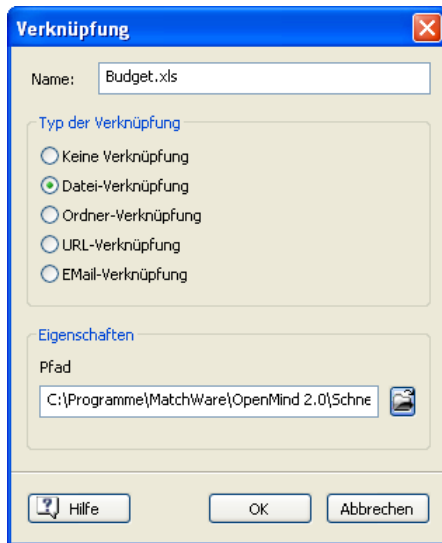 Verknüpfung
Name: Budget.xls
Typ der Verknüpfung
Keine Verknüpfung
Datei-Verknüpfung
Ordner-Verknüpfung
URL-Verknüpfung
EMail-Verknüpfung
Eigenschaften
Pfad
C:\Programme\MatchWare\OpenMind 2.0\Schne
Hilfe OK Abbrechen